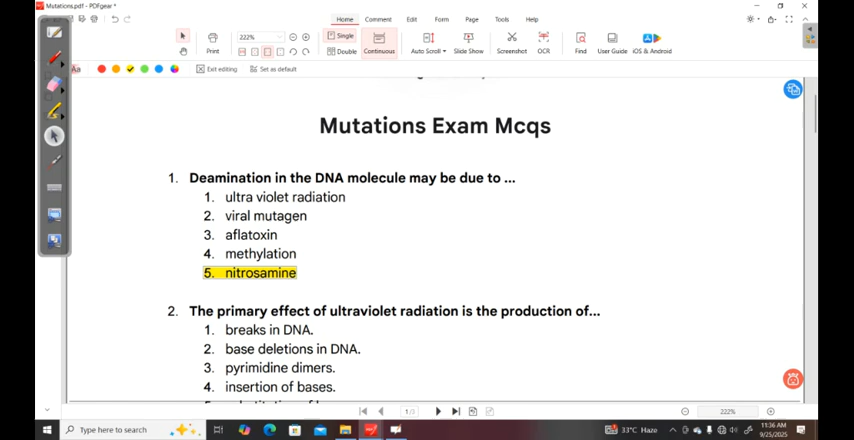 Mutations.pdf - PDFgear *
Home Comment Edit Form Page Tools Help
222% Single
Print Double Continuous Auto Scroll Slide Show Screenshot OCR Find User Guide iOS & Android
Aa Exit editing Set as default
Mutations Exam Mcqs
1. Deamination in the DNA molecule may be due to ...
1. ultra violet radiation
2. viral mutagen
3. aflatoxin
4. methylation
5. nitrosamine
2. The primary effect of ultraviolet radiation is the production of...
1. breaks in DNA.
2. base deletions in DNA.
3. pyrimidine dimers.
4. insertion of bases.
1/3 222%
Type here to search
33°C Haze
11:36 AM
9/25/2025